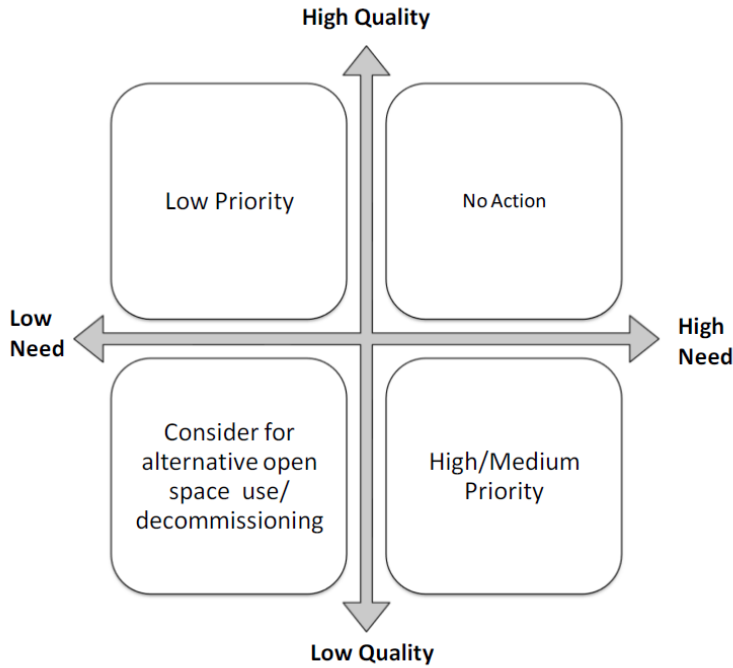 High Quality
Low Priority
No Action
Low
Need
High
Need
Consider for
alternative open
space use/
decommissioning
High/Medium
Priority
Low Quality